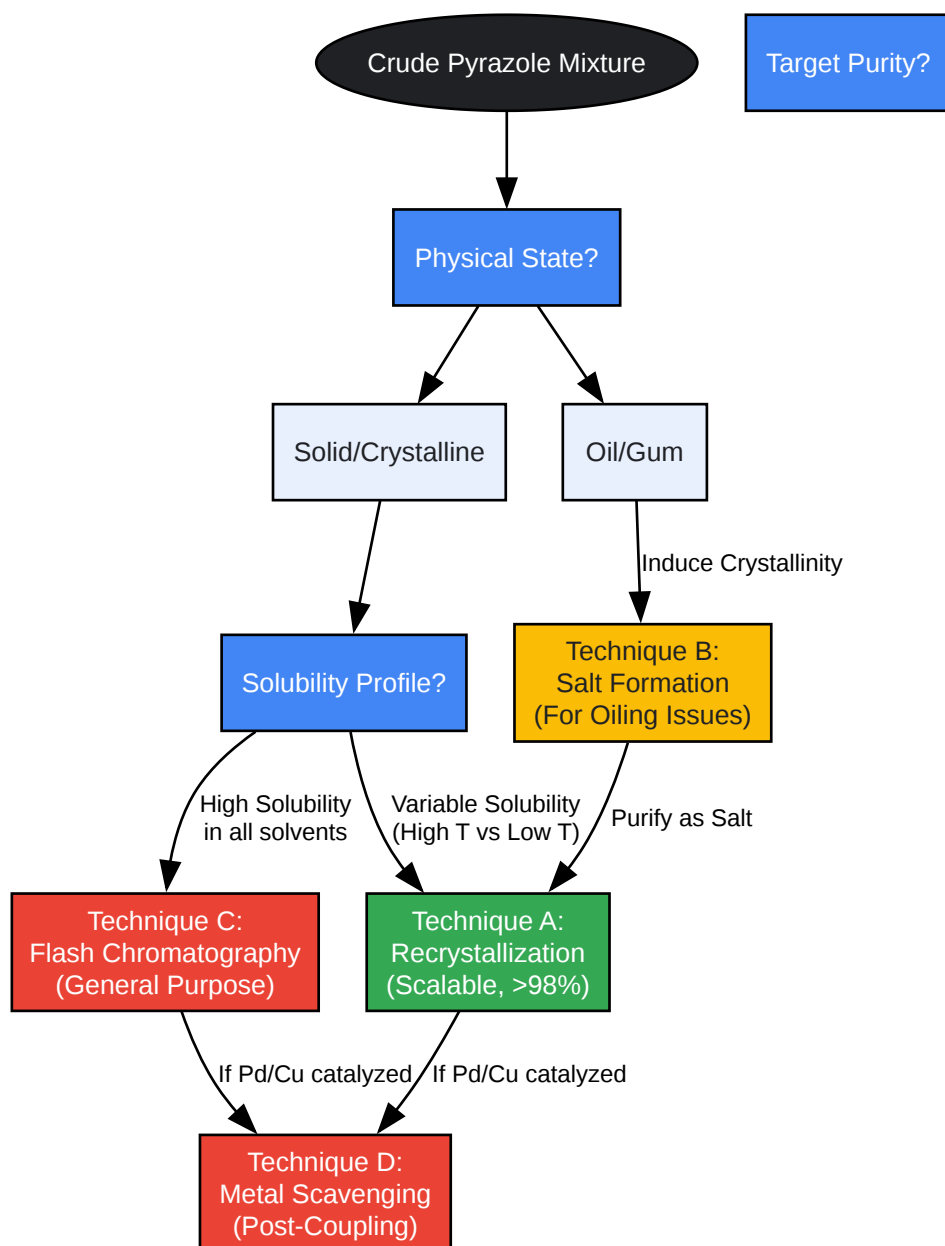 Crude Pyrazole Mixture
Target Purity?
Physical State?
Solid/Crystalline
Oil/Gum
Induce Crystallinity
Solubility Profile?
Technique B:
Salt Formation
(For Oiling Issues)
High Solubility
in all solvents
Variable Solubility
(High T vs Low T)
Purify as Salt
Technique C:
Flash Chromatography
(General Purpose)
Technique A:
Recrystallization
(Scalable, >98%)
If Pd/Cu catalyzed
If Pd/Cu catalyzed
Technique D:
Metal Scavenging
(Post-Coupling)